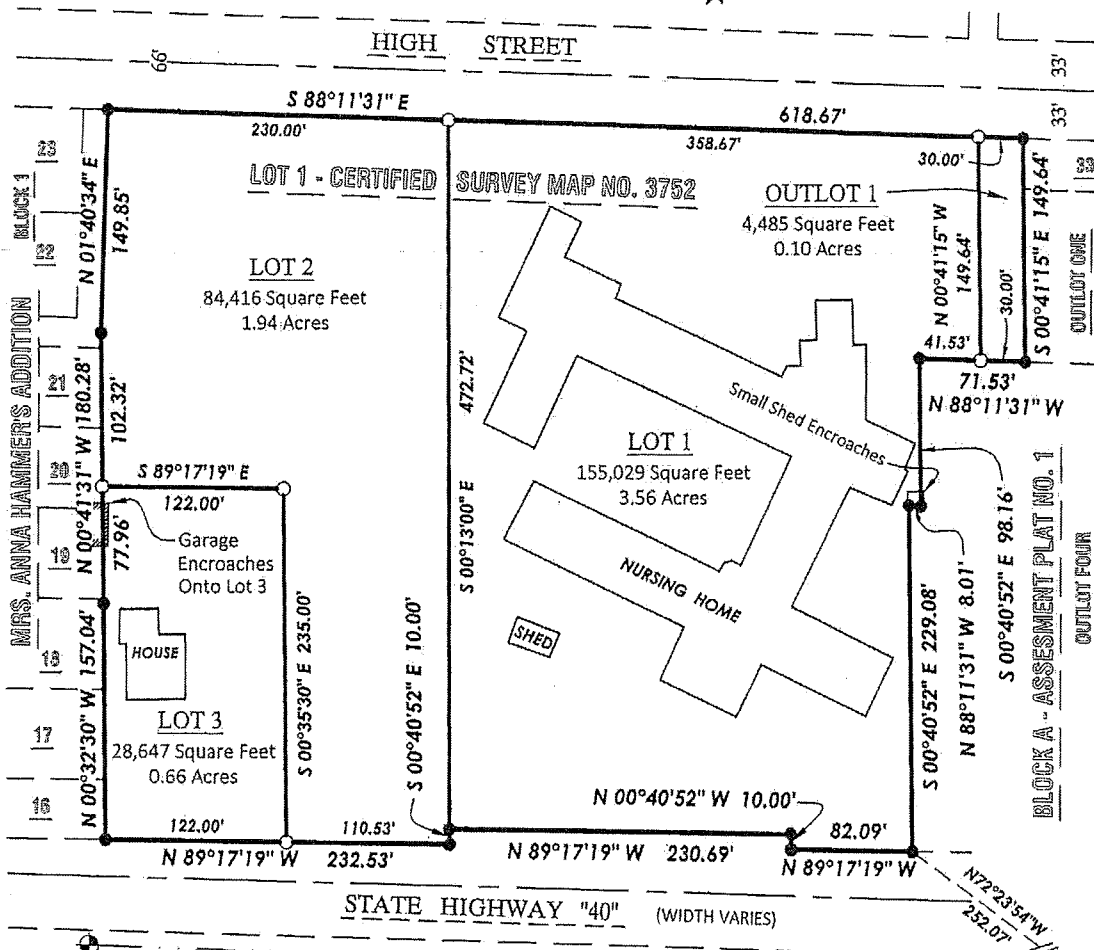 HIGH STREET
66'
33'
33'
S 88°11'31" E
618.67'
230.00'
358.67'
30.00'
LOT 1 - CERTIFIED SURVEY MAP NO. 3752
23
BLOCK 1
22
N 01°40'34" E
149.85'
OUTLOT 1
4,485 Square Feet
0.10 Acres
N 00°41'15" W
149.64'
30.00'
S 00°41'15" E 149.64'
33
OUTLOT ONE
LOT 2
84,416 Square Feet
1.94 Acres
41.53'
71.53'
N 88°11'31" W
MRS. ANNA HAMMER'S ADDITION
21
20
19
18
17
16
N 00°41'31" W 180.28'
102.32'
77.96'
472.72'
S 00°13'00" E
Small Shed Encroaches
LOT 1
155,029 Square Feet
3.56 Acres
S 89°17'19" E
122.00'
Garage
Encroaches
Onto Lot 3
S 00°40'52" E 98.16'
N 88°11'31" W 8.01'
S 00°40'52" E 229.08'
BLOCK A - ASSESMENT PLAT NO. 1
OUTLOT FOUR
NURSING HOME
SHED
HOUSE
N 00°32'30" W 157.04'
LOT 3
28,647 Square Feet
0.66 Acres
S 00°35'30" E 235.00'
S 00°40'52" E 10.00'
N 00°40'52" W 10.00'
122.00'
110.53'
N 89°17'19" W 232.53'
N 89°17'19" W 230.69'
82.09'
N 89°17'19" W
N72°23'54"W
252.07'
STATE HIGHWAY "40" (WIDTH VARIES)